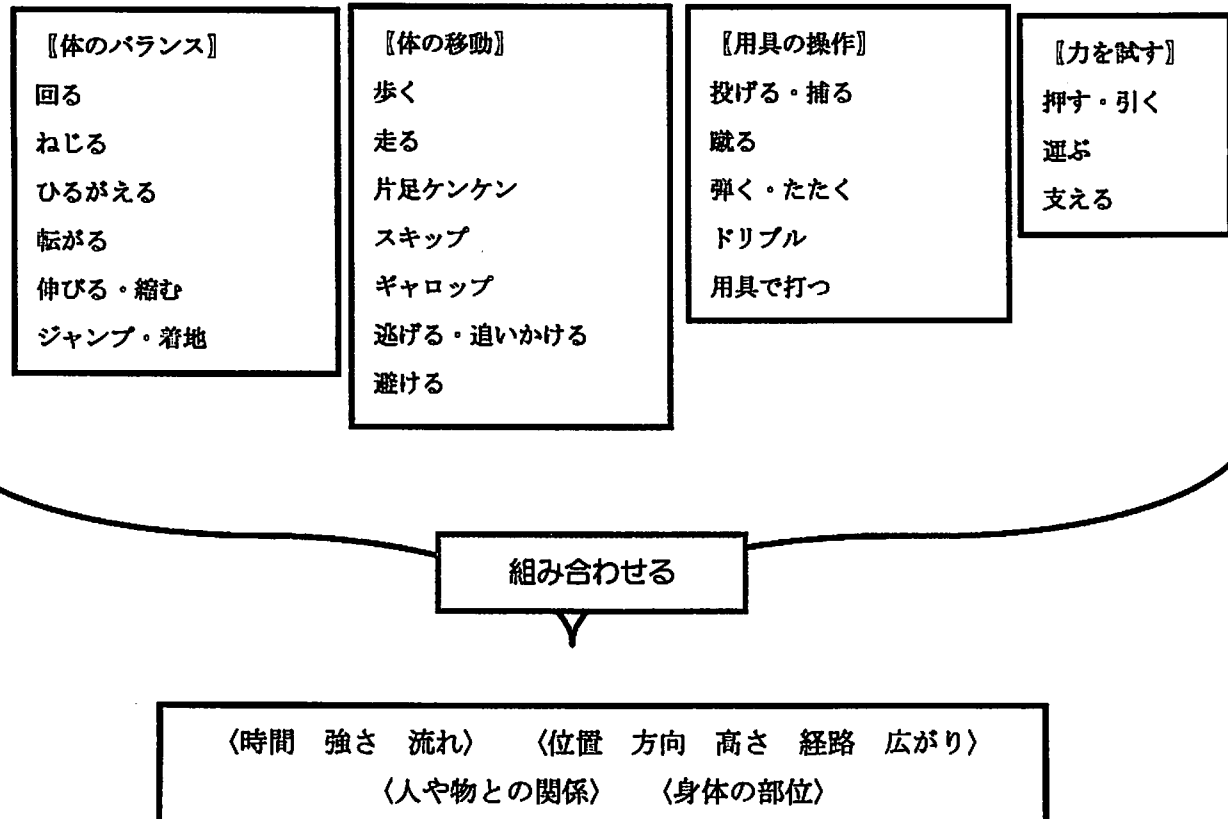 〖体のバランス〗
回る
ねじる
ひるがえる
転がる
伸びる・縮む
ジャンプ・着地
〖体の移動〗
歩く
走る
片足ケンケン
スキップ
ギャロップ
逃げる・追いかける
避ける
〖用具の操作〗
投げる・捕る
蹴る
弾く・たたく
ドリブル
用具で打つ
〖力を試す〗
押す・引く
運ぶ
支える
組み合わせる
〈時間 強さ 流れ〉 〈位置 方向 高さ 経路 広がり〉
〈人や物との関係〉 〈身体の部位〉